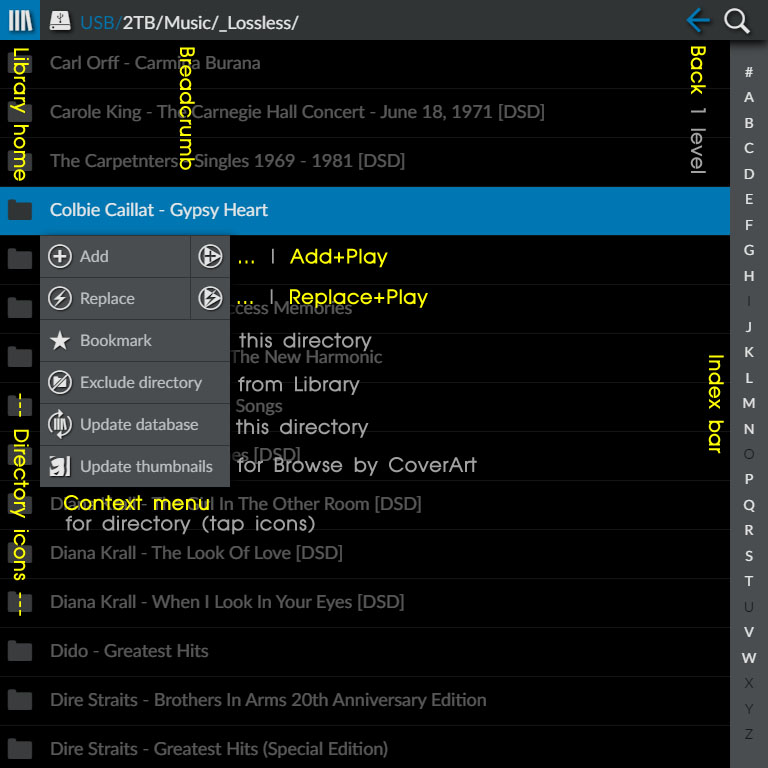 USB/2TB/Music/_Lossless/
Library home
Breadcrumb
Back 1 level
Carl Orff - Carmina Burana
Carole King - The Carnegie Hall Concert - June 18, 1971 [DSD]
The Carpetnters - Singles 1969 - 1981 [DSD]
Colbie Caillat - Gypsy Heart
Add
... | Add+Play
Replace
... | Replace+Play
Memories
Bookmark
this directory
The New Harmonic
Exclude directory
from Library
Songs
Update database
this directory
[DSD]
Update thumbnails
for Browse by CoverArt
Context menu
In The Other Room [DSD]
for directory (tap icons)
--- Directory icons ---
Index bar
Diana Krall - The Look Of Love [DSD]
Diana Krall - When I Look In Your Eyes [DSD]
Dido - Greatest Hits
Dire Straits - Brothers In Arms 20th Anniversary Edition
Dire Straits - Greatest Hits (Special Edition)
#
A
B
C
D
E
F
G
H
I
J
K
L
M
N
O
P
Q
R
S
T
U
V
W
X
Y
Z